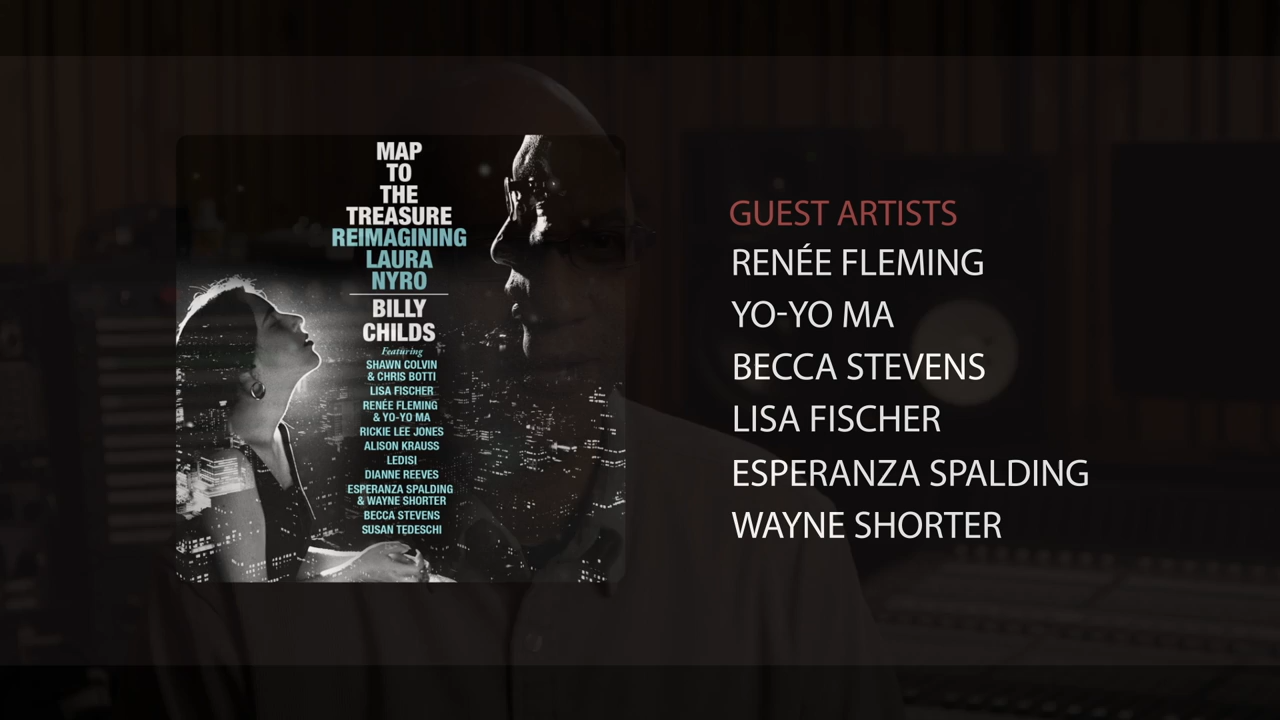 MAP
TO
THE
TREASURE
REIMAGINING
LAURA
NYRO
BILLY
CHILDS
Featuring
SHAWN COLVIN
& CHRIS BOTTI
LISA FISCHER
RENÉE FLEMING
& YO-YO MA
RICKIE LEE JONES
ALISON KRAUSS
LEDISI
DIANNE REEVES
ESPERANZA SPALDING
& WAYNE SHORTER
BECCA STEVENS
SUSAN TEDESCHI
GUEST ARTISTS
RENÉE FLEMING
YO-YO MA
BECCA STEVENS
LISA FISCHER
ESPERANZA SPALDING
WAYNE SHORTER